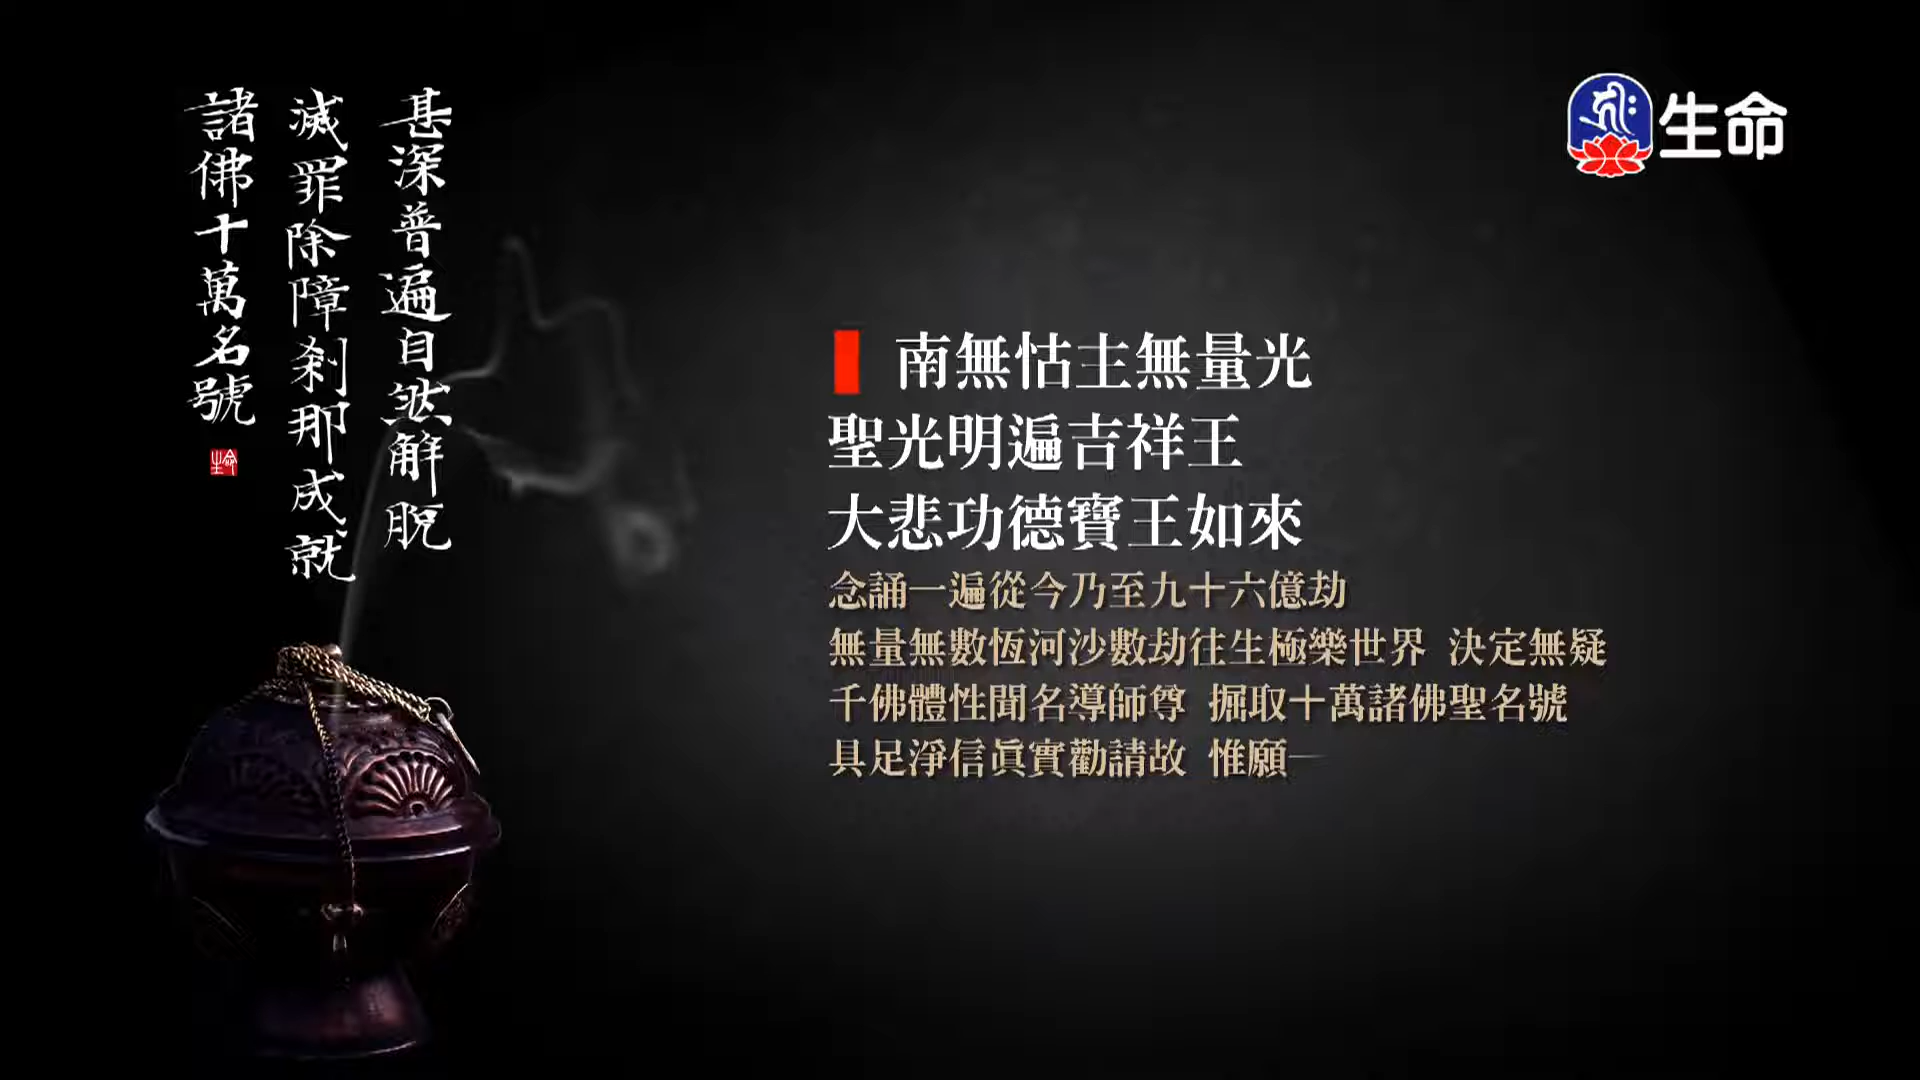 甚深普遍自然解脫
滅罪除障剎那成就
諸佛十萬名號
生命
生命
南無怙主無量光
聖光明遍吉祥王
大悲功德寶王如來
念誦一遍從今乃至九十六億劫
無量無數恆河沙數劫往生極樂世界 決定無疑
千佛體性聞名導師尊 掘取十萬諸佛聖名號
具足淨信眞實勸請故 惟願一